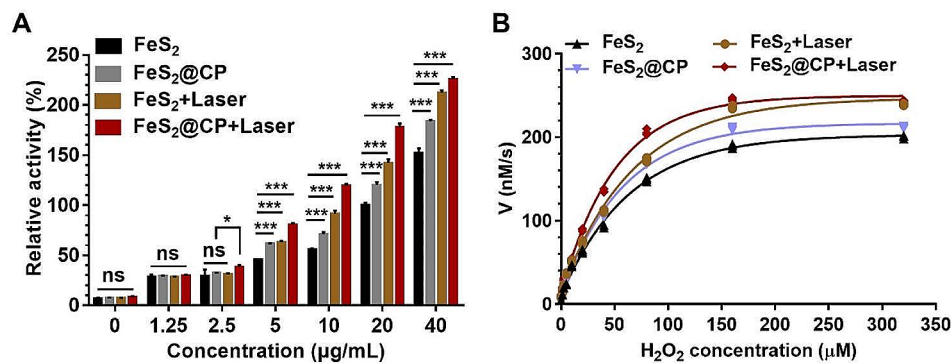 A
FeS2
FeS2@CP
FeS2+Laser
FeS2@CP+Laser
Relative activity (%)
250
200
150
100
50
0
ns
ns
ns
*
***
***
***
***
***
***
***
***
***
***
***
***
0 1.25 2.5 5 10 20 40
Concentration (μg/mL)
B
FeS2 FeS2+Laser
FeS2@CP FeS2@CP+Laser
V (nM/s)
300
200
100
0
0 50 100 150 200 250 300 350
H2O2 concentration (μM)